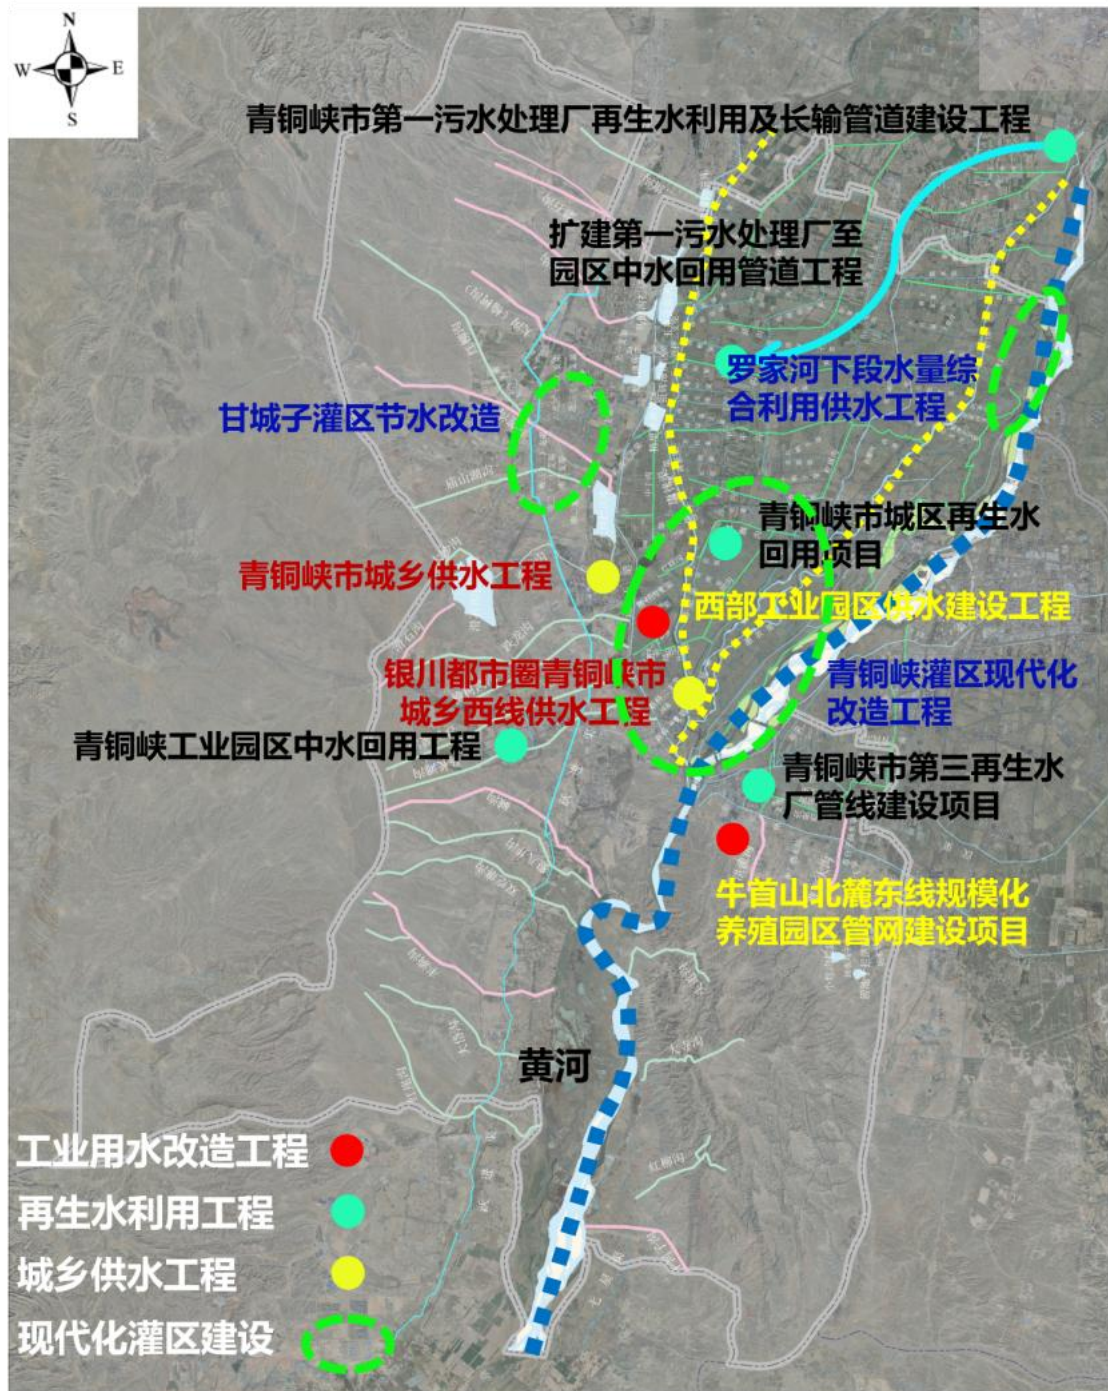 N
W
E
S
青铜峡市第一污水处理厂再生水利用及长输管道建设工程
扩建第一污水处理厂至
园区中水回用管道工程
罗家河下段水量综
合利用供水工程
甘城子灌区节水改造
庙山湖沟
青铜峡市城区再生水
回用项目
青铜峡市城乡供水工程
西部工业园区供水建设工程
银川都市圈青铜峡市
城乡西线供水工程
青铜峡灌区现代化
改造工程
青铜峡工业园区中水回用工程
青铜峡市第三再生水
厂管线建设项目
牛首山北麓东线规模化
养殖园区管网建设项目
黄河
红柳沟
工业用水改造工程
再生水利用工程
城乡供水工程
现代化灌区建设